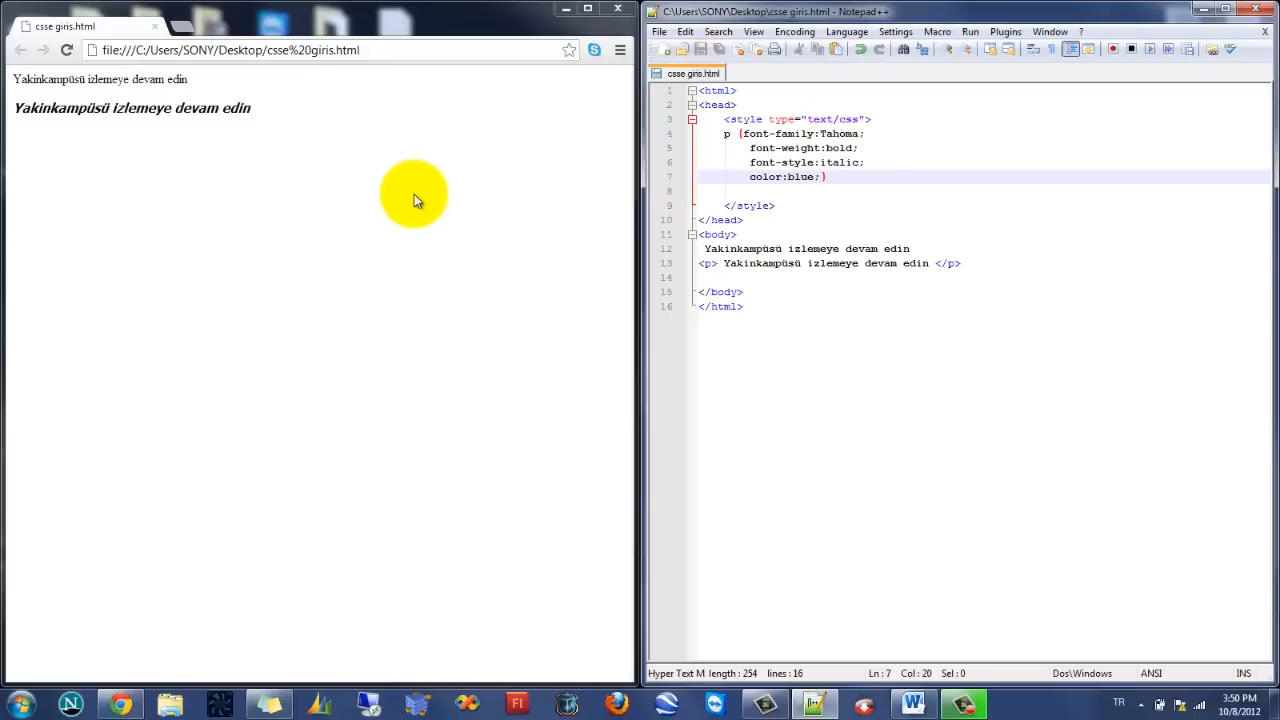 csse giris.html
file:///C:/Users/SONY/Desktop/csse%20giris.html
Yakinkampüsü izlemeye devam edin
Yakinkampüsü izlemeye devam edin
C:\Users\SONY\Desktop\csse giris.html - Notepad++
File Edit Search View Encoding Language Settings Macro Run Plugins Window ? X
csse giris.html
1 <html>
2 <head>
3 <style type="text/css">
4 p {font-family:Tahoma;
5 font-weight:bold;
6 font-style:italic;
7 color:blue;}
8
9 </style>
10 </head>
11 <body>
12 Yakinkampüsü izlemeye devam edin
13 <p> Yakinkampüsü izlemeye devam edin </p>
14
15 </body>
16 </html>
Hyper Text M length : 254 lines : 16 Ln : 7 Col : 20 Sel : 0 Dos\Windows ANSI INS
TR 3:50 PM
10/8/2012